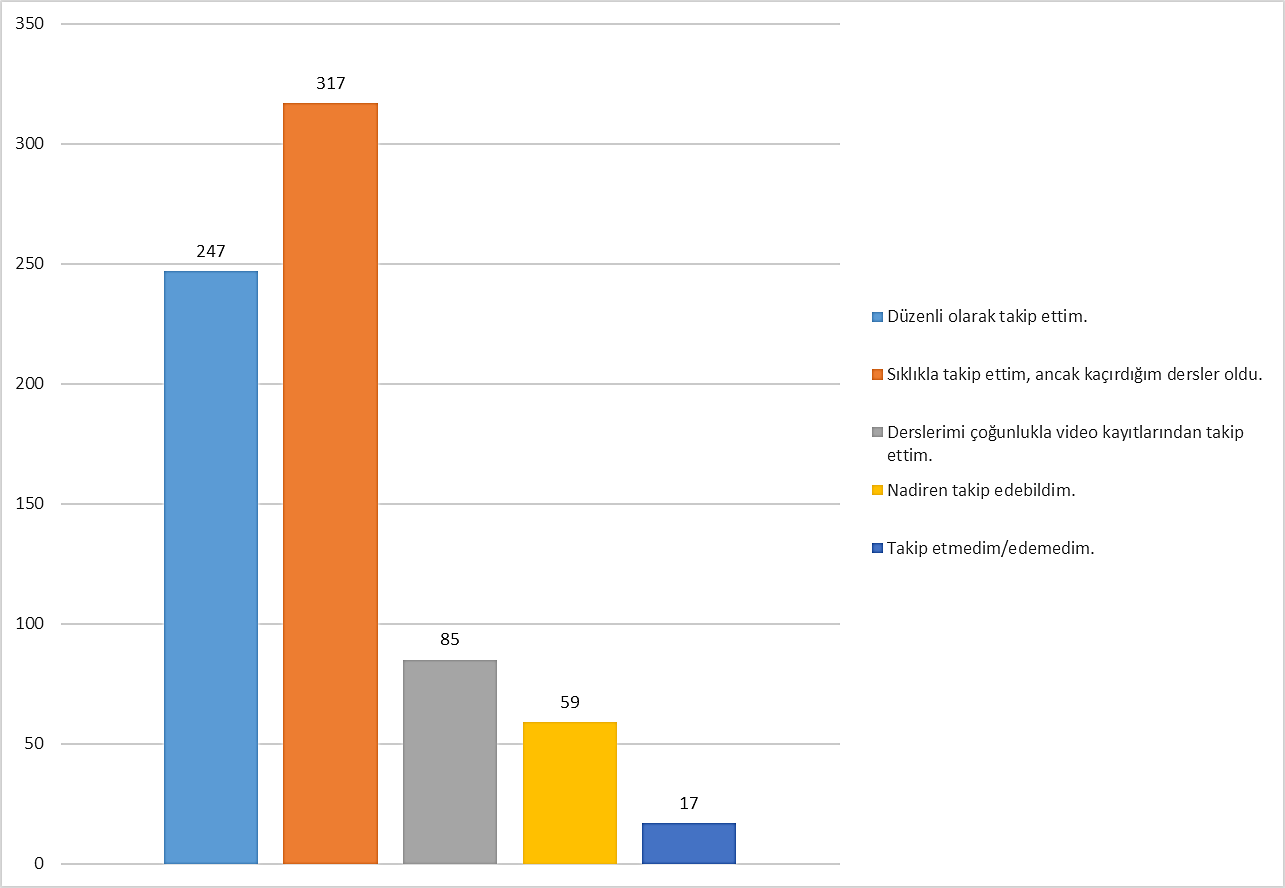 350
300
250
200
150
100
50
0
247
317
85
59
17
Düzenli olarak takip ettim.
Sıklıkla takip ettim, ancak kaçırdığım dersler oldu.
Derslerimi çoğunlukla video kayıtlarından takip
ettim.
Nadiren takip edebildim.
Takip etmedim/edemedim.